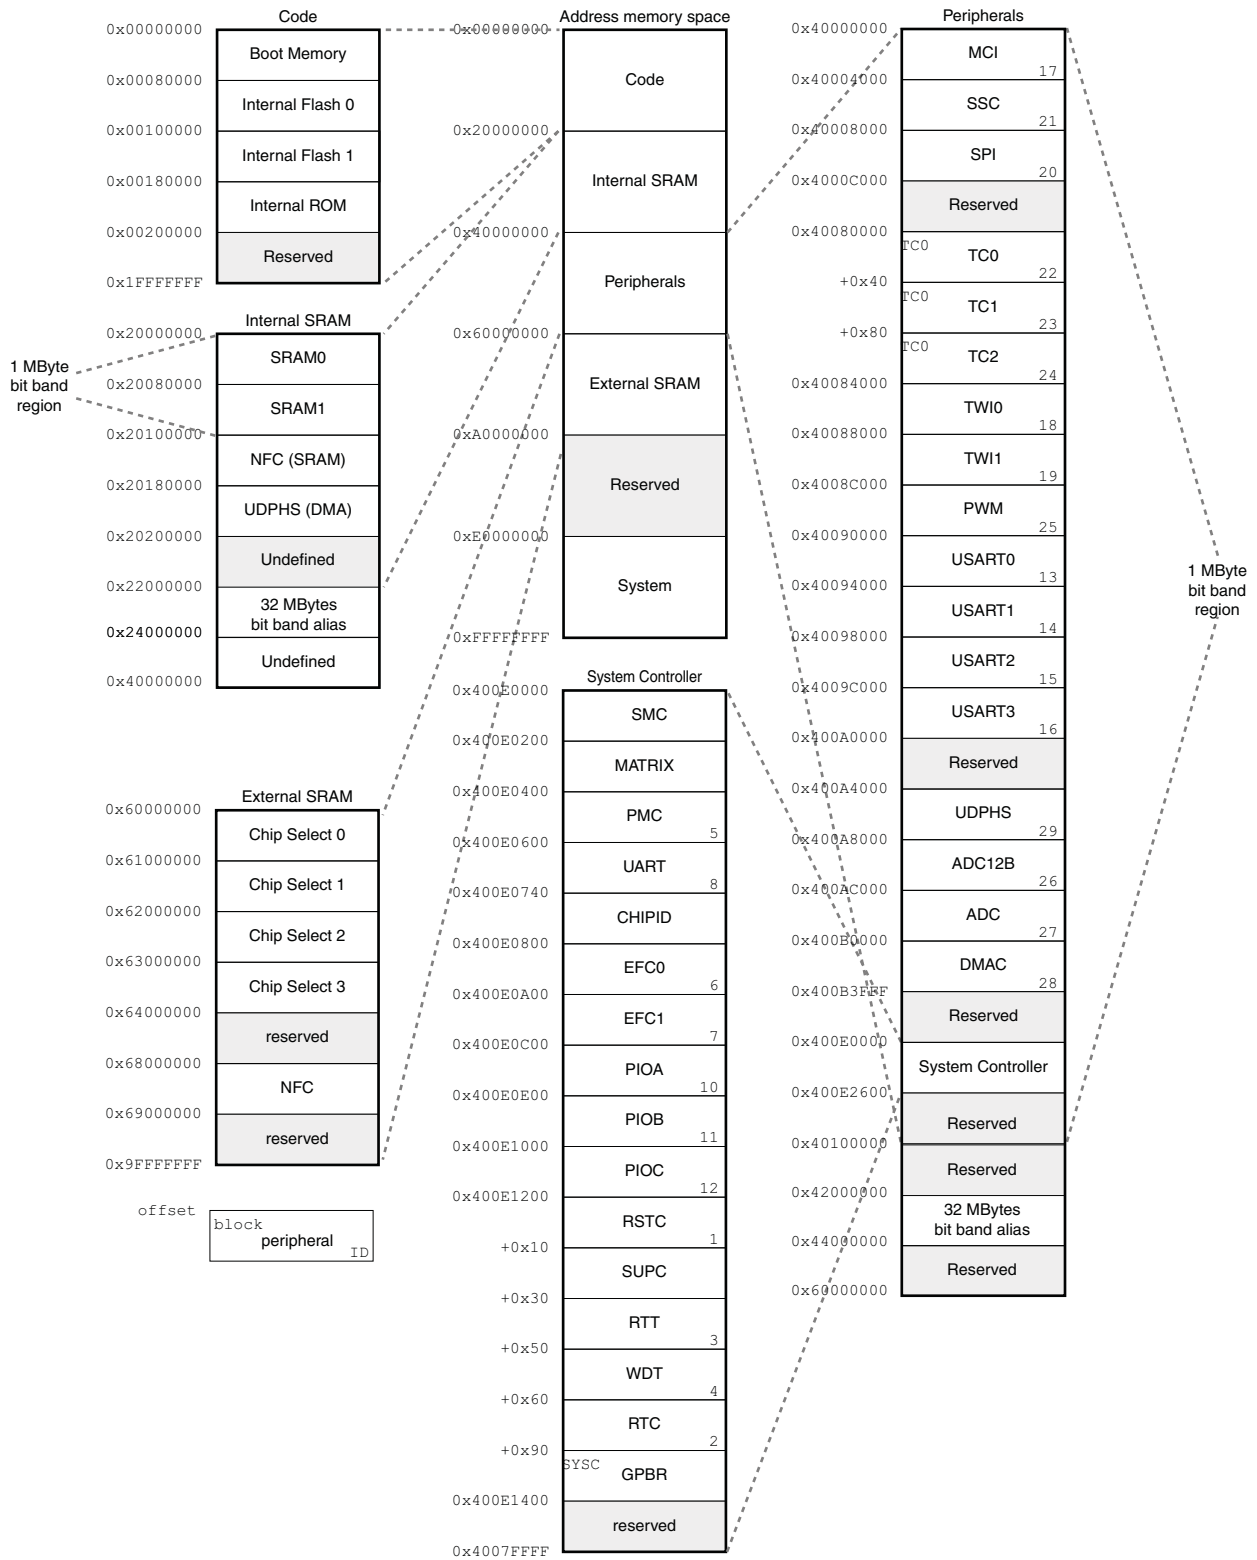 Code
0x00000000
Boot Memory
0x00080000
Internal Flash 0
0x00100000
Internal Flash 1
0x00180000
Internal ROM
0x00200000
Reserved
0x1FFFFFFF
Internal SRAM
0x20000000
SRAM0
0x20080000
SRAM1
0x20100000
NFC (SRAM)
0x20180000
UDPHS (DMA)
0x20200000
Undefined
0x22000000
32 MBytes
bit band alias
0x24000000
Undefined
0x40000000
1 MByte
bit band
region
External SRAM
0x60000000
Chip Select 0
0x61000000
Chip Select 1
0x62000000
Chip Select 2
0x63000000
Chip Select 3
0x64000000
reserved
0x68000000
NFC
0x69000000
reserved
0x9FFFFFFF
offset
block
peripheral
ID
Address memory space
0x00000000
Code
0x20000000
Internal SRAM
0x40000000
Peripherals
0x60000000
External SRAM
0xA0000000
Reserved
0xE0000000
System
0xFFFFFFFF
System Controller
0x400E0000
SMC
0x400E0200
MATRIX
0x400E0400
PMC
5
0x400E0600
UART
8
0x400E0740
CHIPID
0x400E0800
EFC0
6
0x400E0A00
EFC1
7
0x400E0C00
PIOA
10
0x400E0E00
PIOB
11
0x400E1000
PIOC
12
0x400E1200
RSTC
1
+0x10
SUPC
+0x30
RTT
3
+0x50
WDT
4
+0x60
RTC
2
+0x90
SYSC
GPBR
0x400E1400
reserved
0x4007FFFF
Peripherals
0x40000000
MCI
17
0x40004000
SSC
21
0x40008000
SPI
20
0x4000C000
Reserved
0x40080000
TC0
TC0
22
+0x40
TC0
TC1
23
+0x80
TC0
TC2
24
0x40084000
TWI0
18
0x40088000
TWI1
19
0x4008C000
PWM
25
0x40090000
USART0
13
0x40094000
USART1
14
0x40098000
USART2
15
0x4009C000
USART3
16
0x400A0000
Reserved
0x400A4000
UDPHS
29
0x400A8000
ADC12B
26
0x400AC000
ADC
27
0x400B0000
DMAC
28
0x400B3FFF
Reserved
0x400E0000
System Controller
0x400E2600
Reserved
0x40100000
Reserved
0x42000000
32 MBytes
bit band alias
0x44000000
Reserved
0x60000000
1 MByte
bit band
region